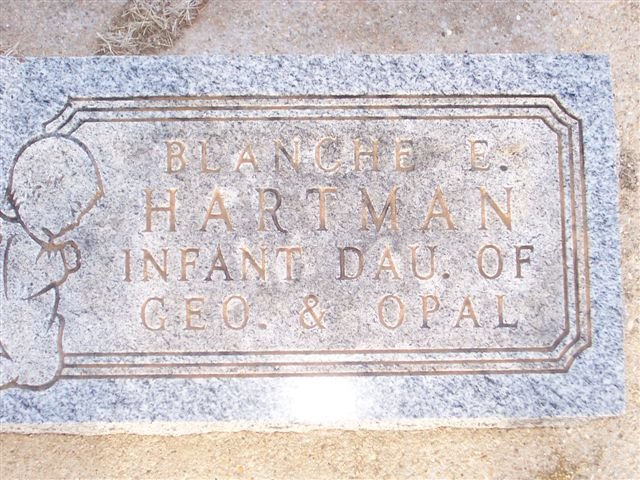 BLANCHE E.
HARTMAN
INFANT DAU. OF
GEO. & OPAL